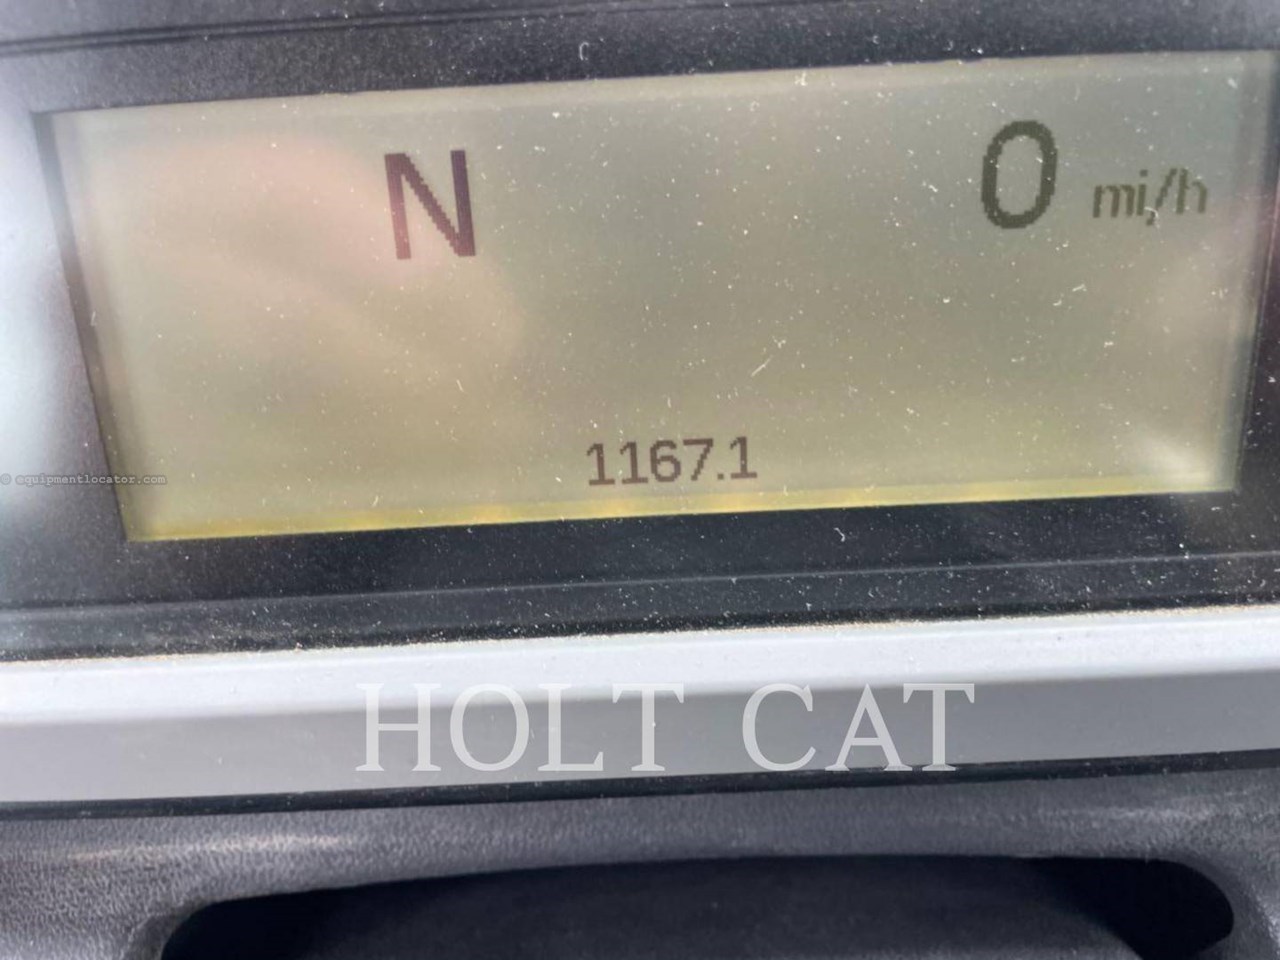 N 0 mi/h
1167.1
© equipmentlocator.com
HOLT CAT